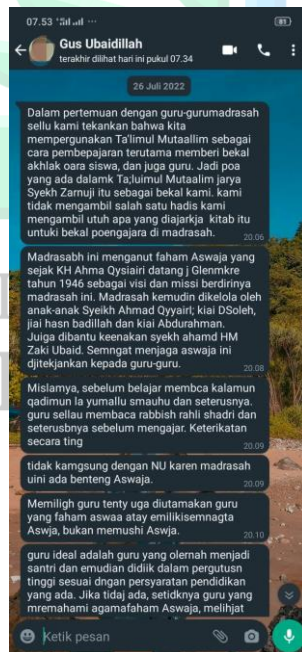 07.53
81
Gus Ubaidillah
terakhir dilihat hari ini pukul 07.34
26 Juli 2022
Dalam pertemuan dengan guru-gurumadrasah
sellu kami tekankan bahwa kita
mempergunakan Ta'limul Mutaallim sebagai
cara pembepajaran terutama memberi bekal
akhlak oara siswa, dan juga guru. Jadi poa
yang ada dalamk Ta;luimul Mutaalim jarya
Syekh Zarnuji itu sebagai bekal kami. kami
tidak mengambil salah satu hadis kami
mengambil utuh apa yang diajarkja kitab itu
untuki bekal poengajara di madrasah.
20.06
Madrasabh ini menganut faham Aswaja yang
sejak KH Ahma Qysiairi datang j Glenmkre
tahun 1946 sebagai visi dan missi berdirinya
madrasah ini. Madrasah kemudin dikelola oleh
anak-anak Syeikh Ahmad Qyyairi; kiai DSoleh,
jiai hasn badillah dan kiai Abdurahman.
Juiga dibantu keenakan syekh ahamd HM
Zaki Ubaid. Semngat menjaga aswaja ini
djitekjankan kepada guru-guru.
20.08
Mislamya, sebelum belajar membca kalamun
qadimun la yumallu smauhu dan seterusnya.
guru sellau membaca rabbish rahli shadri dan
seterusbnya sebelum mengajar. Keterikatan
secara ting
20.09
tidak kamgsung dengan NU karen madrasah
uini ada benteng Aswaja.
20.09
Memiligh guru tenty uga diutamakan guru
yang faham aswaa atay emilikisemnagta
Aswja, bukan memushi Aswja.
20.10
guru ideal adalah guru yang olernah menjadi
santri dan emudian didiik dalam pergutusn
tinggi sesuai dngan persyaratan pendidikan
yang ada. Jika tidaj ada, setidknya guru yang
mremahami agamafaham Aswaja, melihjat
Ketik pesan